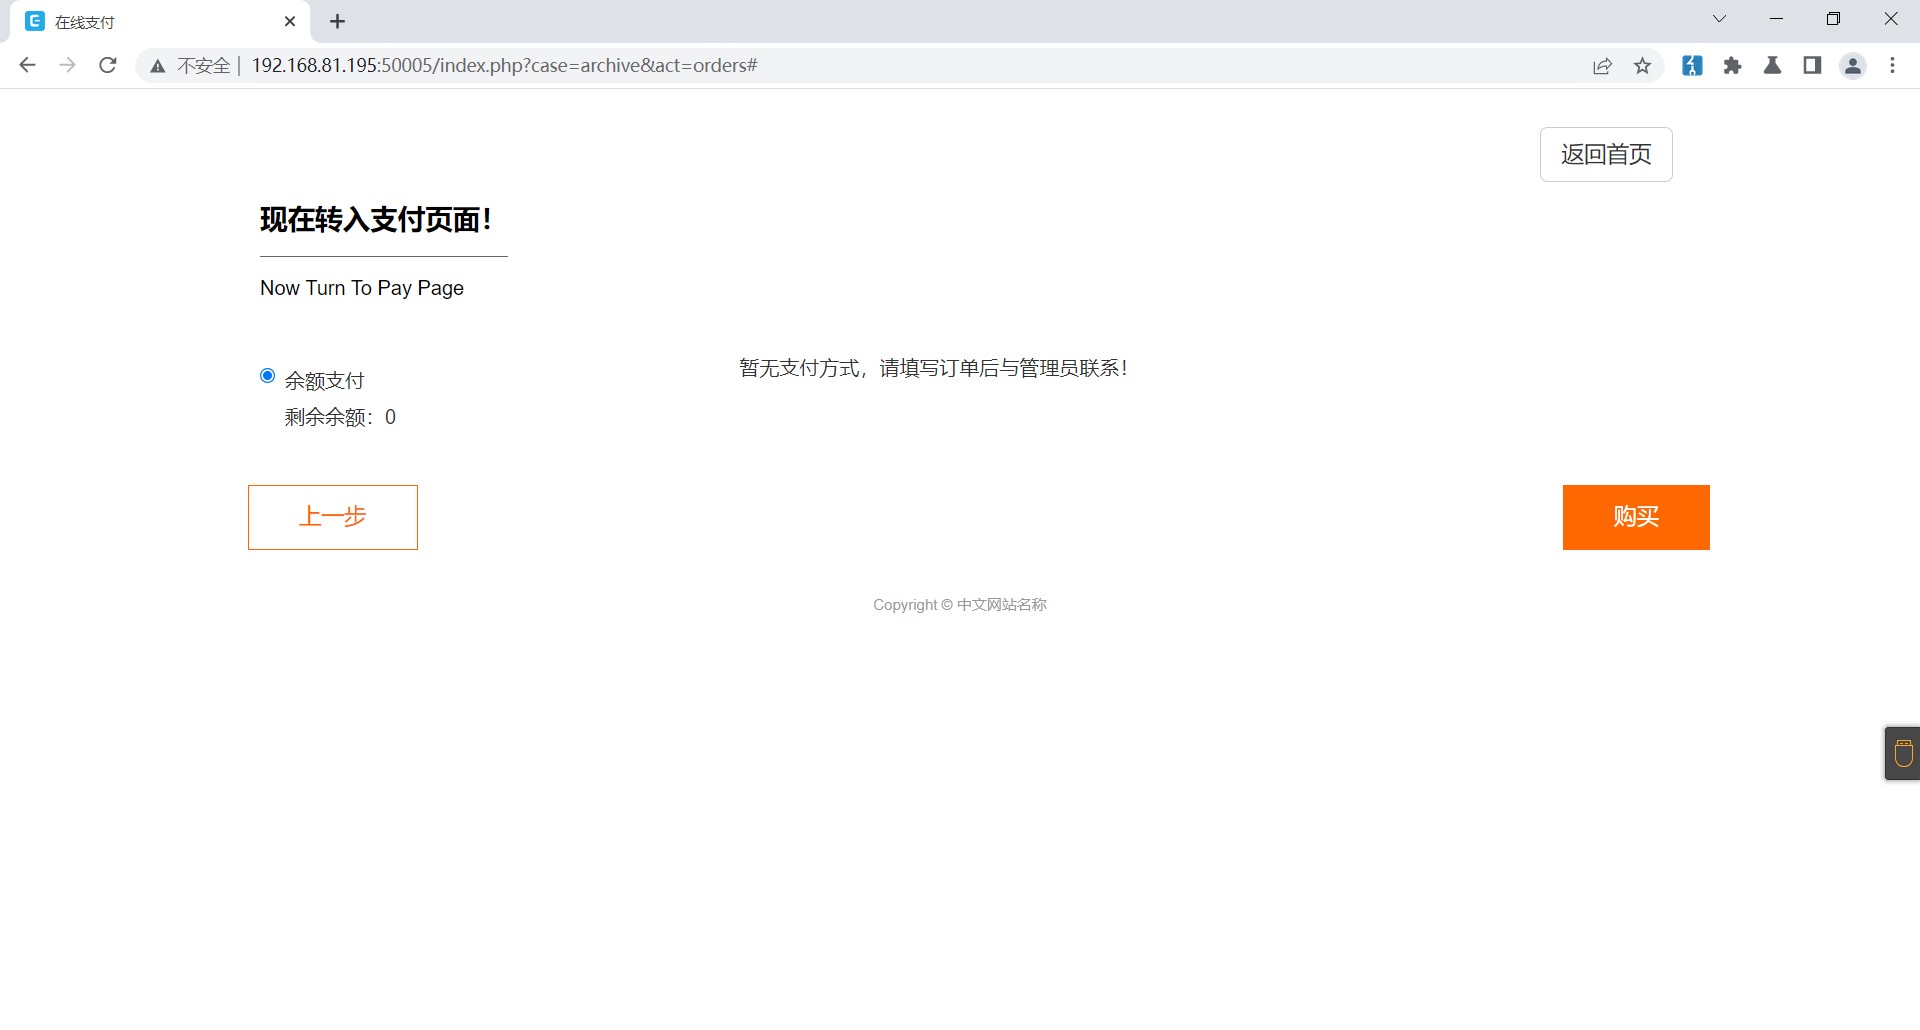 在线支付
不安全 192.168.81.195:50005/index.php?case=archive&act=orders#
返回首页
现在转入支付页面！
Now Turn To Pay Page
余额支付
暂无支付方式，请填写订单后与管理员联系！
剩余余额：0
上一步
购买
Copyright © 中文网站名称